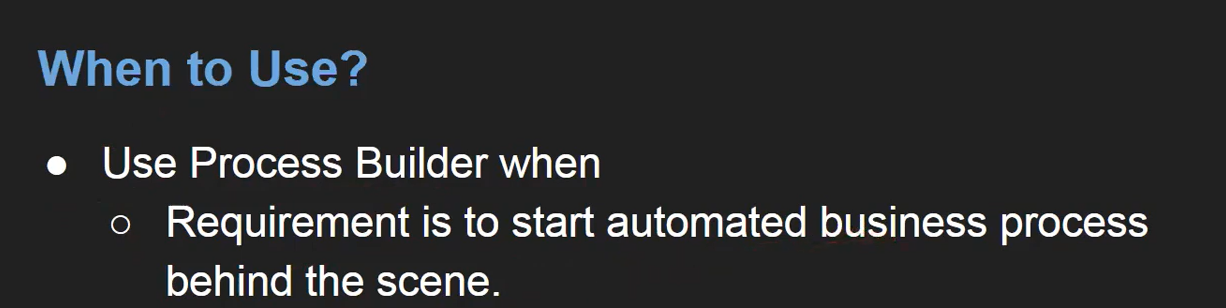 When to Use?
● Use Process Builder when
○ Requirement is to start automated business process
behind the scene.